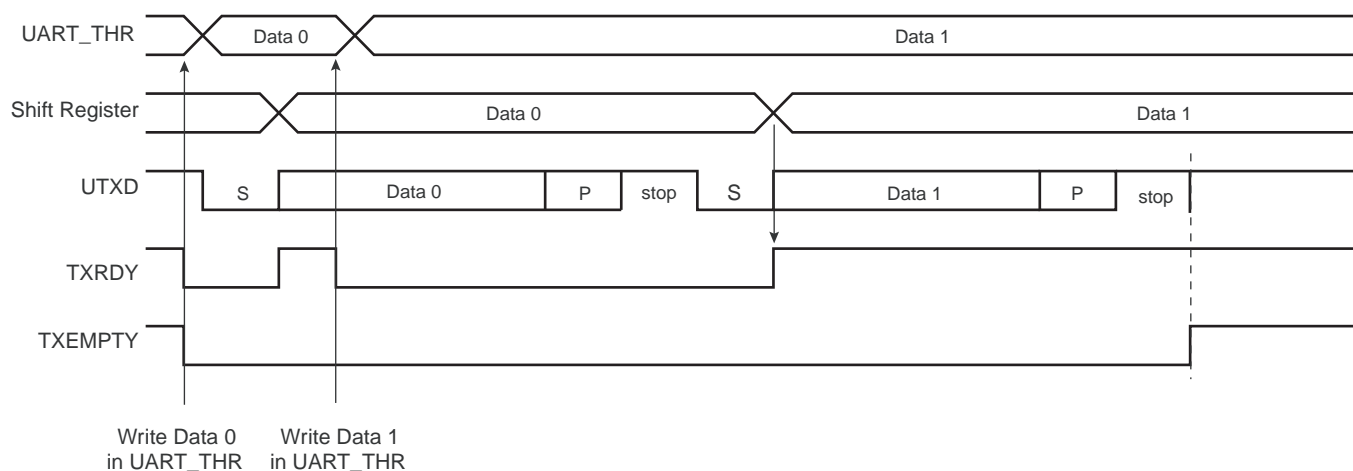 UART_THR
Data 0
Data 1
Shift Register
Data 0
Data 1
UTXD
S
Data 0
P
stop
S
Data 1
P
stop
TXRDY
TXEMPTY
Write Data 0
in UART_THR
Write Data 1
in UART_THR